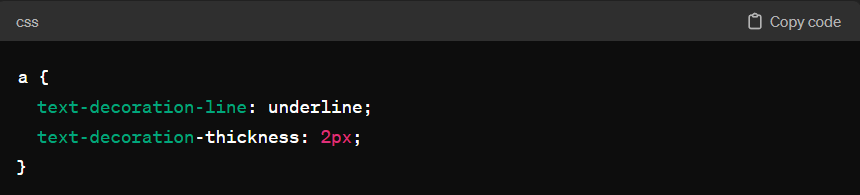 css Copy code
a {
text-decoration-line: underline;
text-decoration-thickness: 2px;
}